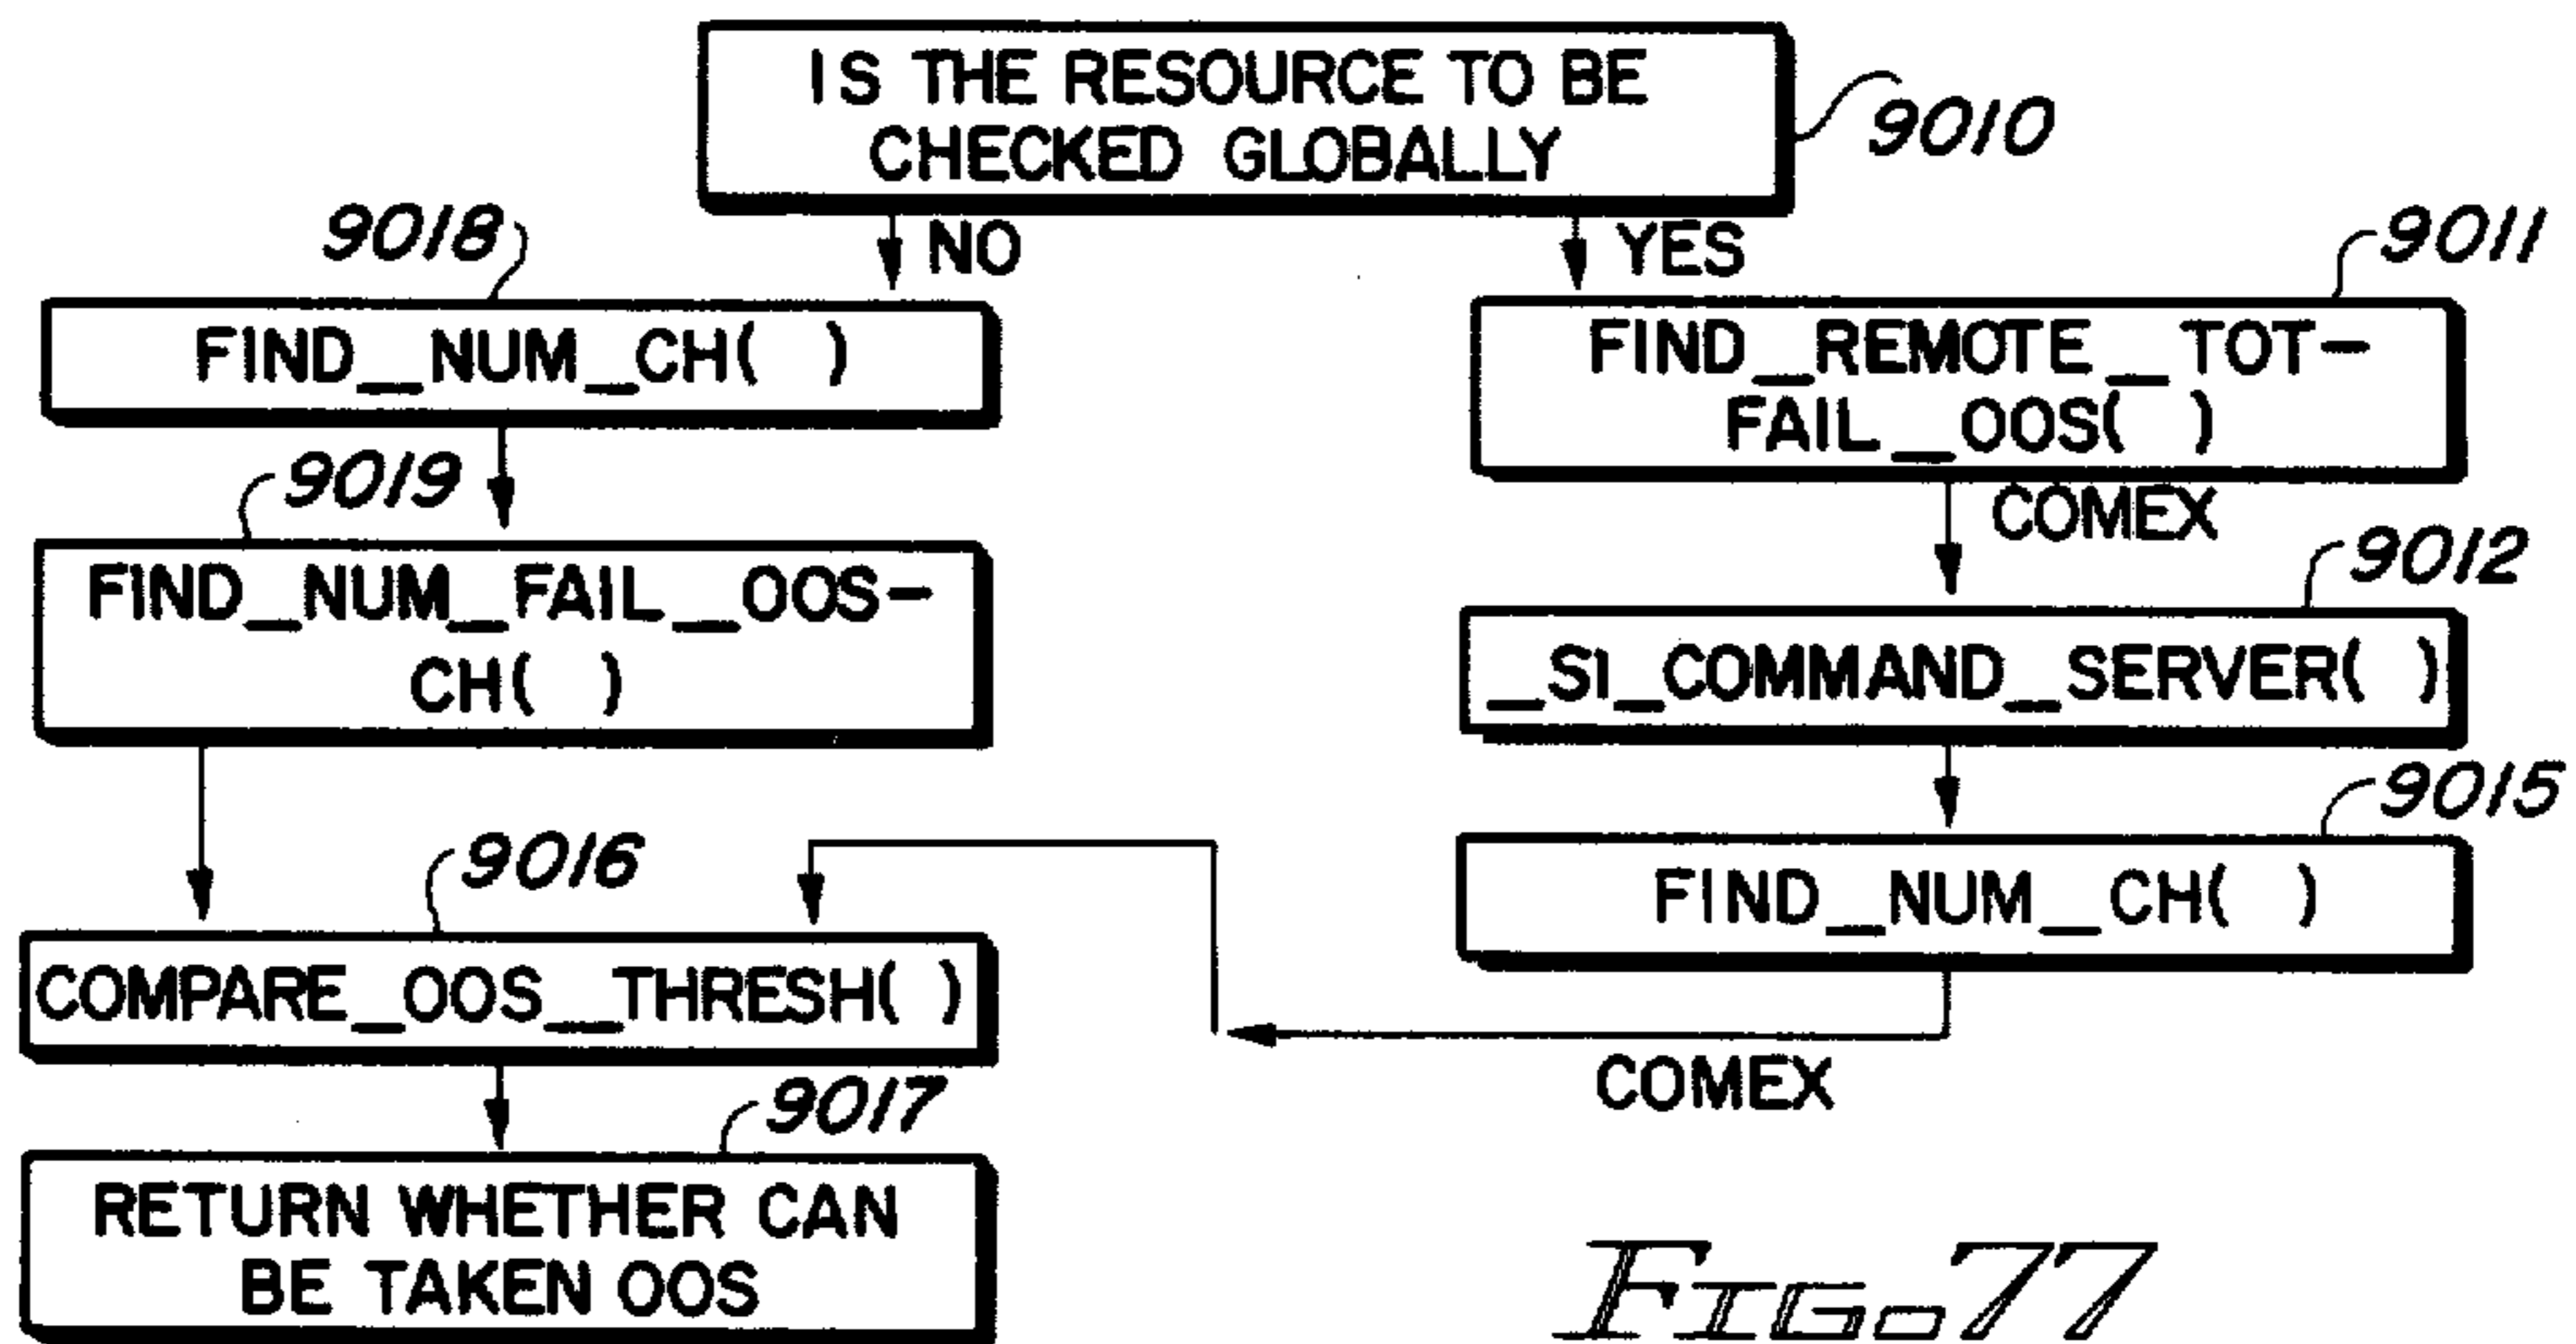 IS THE RESOURCE TO BE
CHECKED GLOBALLY
9010
NO
YES
9018
FIND_NUM_CH( )
9011
FIND_REMOTE_TOT-
FAIL_OOS( )
COMEX
9019
FIND_NUM_FAIL_OOS-
CH( )
9012
_SI_COMMAND_SERVER( )
9015
FIND_NUM_CH( )
COMEX
9016
COMPARE_OOS_THRESH( )
9017
RETURN WHETHER CAN
BE TAKEN OOS
FIG. 77